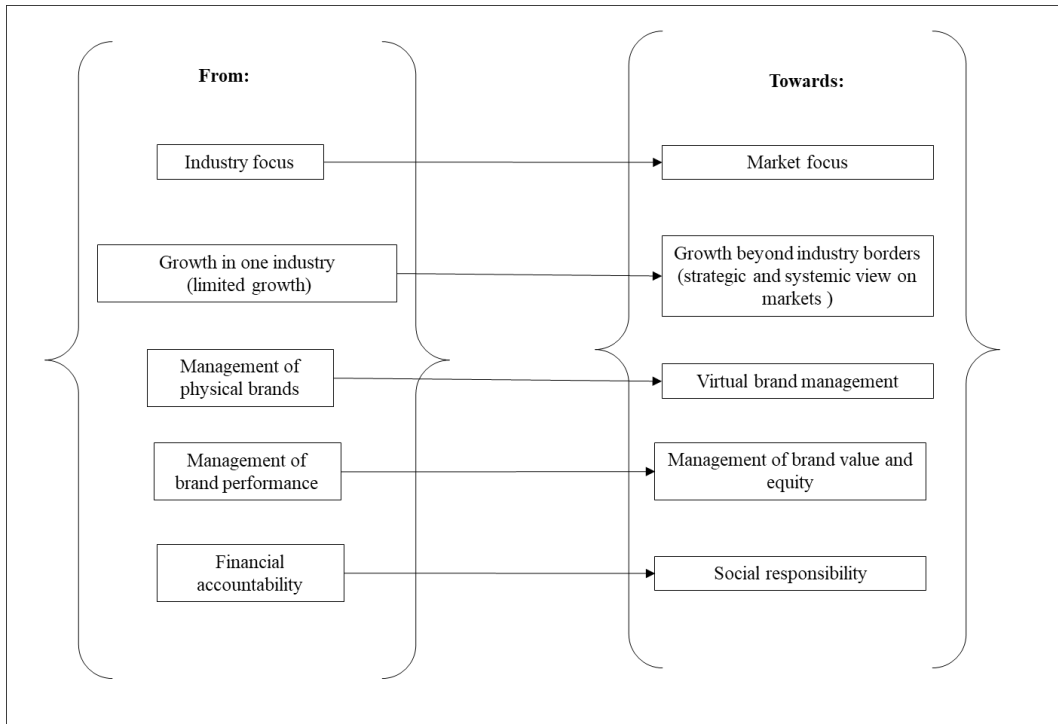 From:
Towards:
Industry focus
Market focus
Growth in one industry
(limited growth)
Growth beyond industry borders
(strategic and systemic view on
markets )
Management of
physical brands
Virtual brand management
Management of
brand performance
Management of brand value and
equity
Financial
accountability
Social responsibility